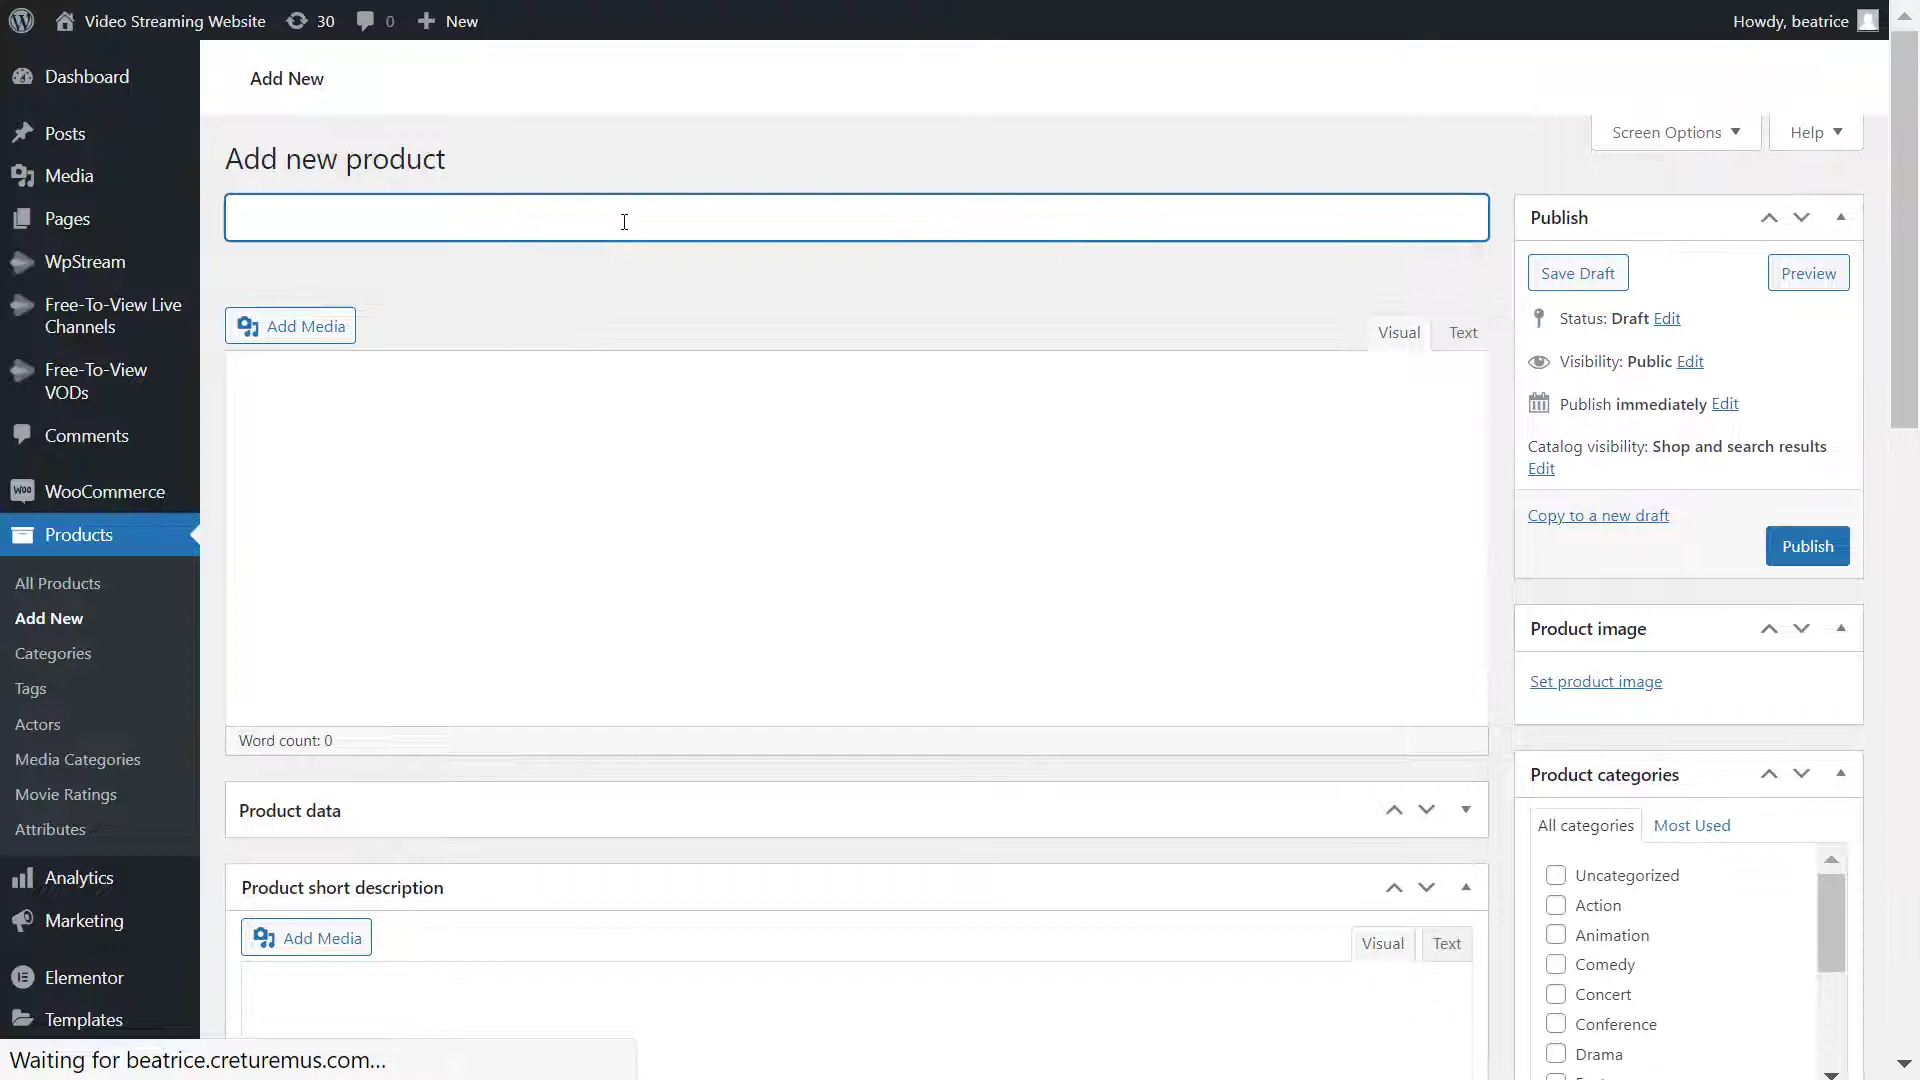 Video Streaming Website 30 0 New Howdy, beatrice
Dashboard
Posts
Media
Pages
WpStream
Free-To-View Live
Channels
Free-To-View
VODs
Comments
WooCommerce
Products
All Products
Add New
Categories
Tags
Actors
Media Categories
Movie Ratings
Attributes
Analytics
Marketing
Elementor
Templates
Waiting for beatrice.creturemus.com...
Add New
Screen Options Help
Add new product
Add Media
Visual Text
Word count: 0
Product data
Product short description
Add Media
Visual Text
Publish
Save Draft Preview
Status: Draft Edit
Visibility: Public Edit
Publish immediately Edit
Catalog visibility: Shop and search results
Edit
Copy to a new draft
Publish
Product image
Set product image
Product categories
All categories Most Used
Uncategorized
Action
Animation
Comedy
Concert
Conference
Drama